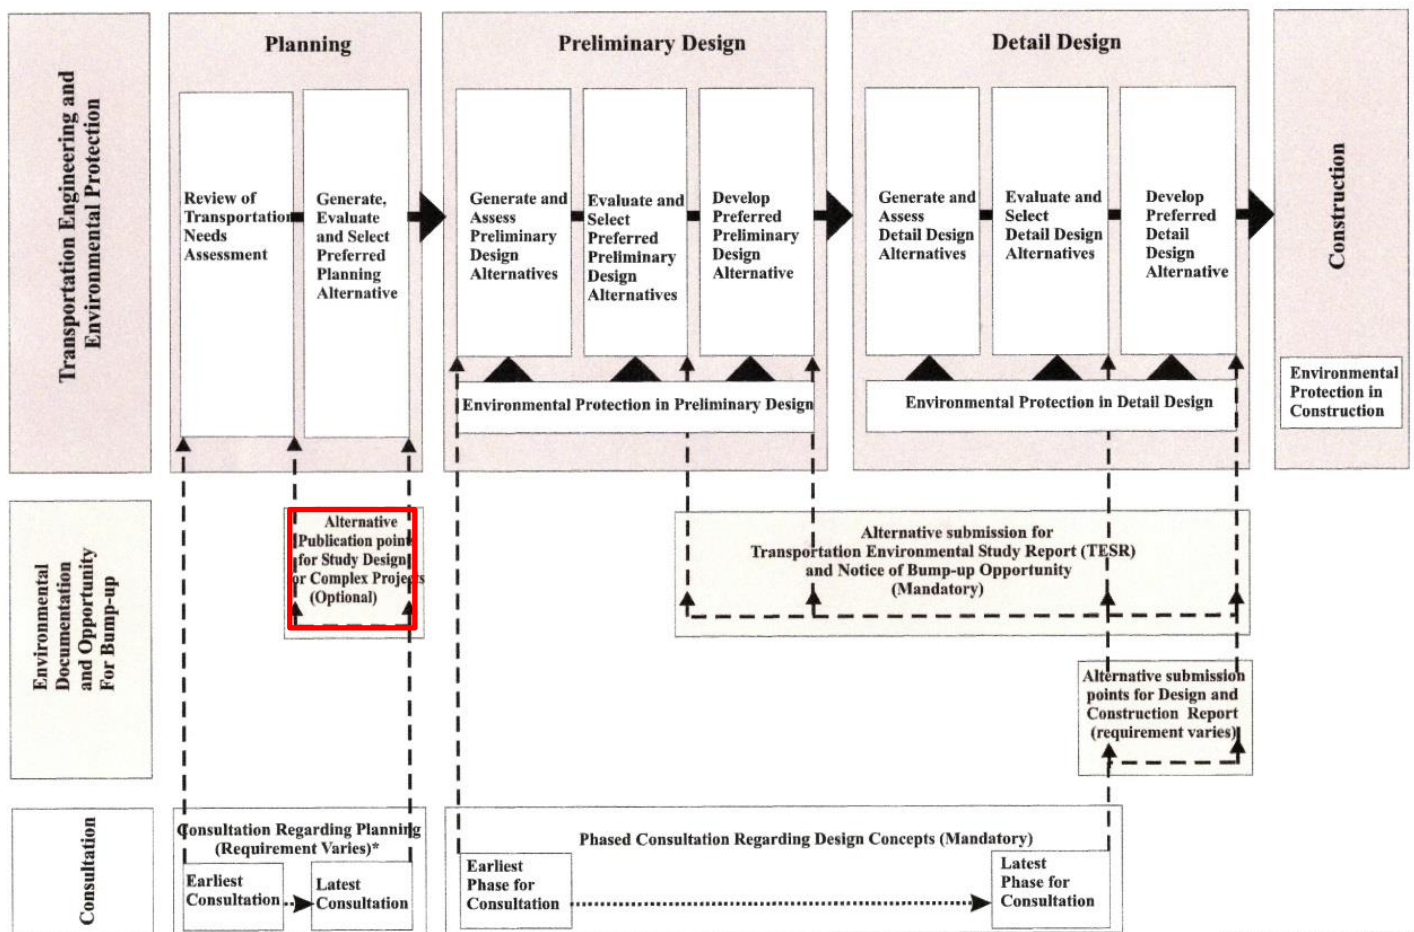 Transportation Engineering and
Environmental Protection
Planning
Review of
Transportation
Needs
Assessment
Generate,
Evaluate
and Select
Preferred
Planning
Alternative
Preliminary Design
Generate and
Assess
Preliminary
Design
Alternatives
Evaluate and
Select
Preferred
Preliminary
Design
Alternatives
Develop
Preferred
Preliminary
Design
Alternative
Environmental Protection in Preliminary Design
Detail Design
Generate and
Assess
Detail Design
Alternatives
Evaluate and
Select
Detail Design
Alternatives
Develop
Preferred
Detail
Design
Alternative
Environmental Protection in Detail Design
Construction
Environmental
Protection in
Construction
Environmental
Documentation
and Opportunity
For Bump-up
Alternative
Publication point
for Study Design
for Complex Projects
(Optional)
Alternative submission for
Transportation Environmental Study Report (TESR)
and Notice of Bump-up Opportunity
(Mandatory)
Alternative submission
points for Design and
Construction Report
(requirement varies)
Consultation
Consultation Regarding Planning
(Requirement Varies)*
Earliest
Consultation
Latest
Consultation
Phased Consultation Regarding Design Concepts (Mandatory)
Earliest
Phase for
Consultation
Latest
Phase for
Consultation